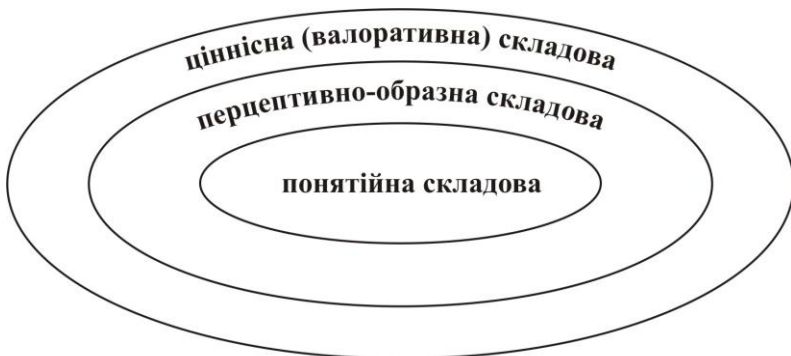 ціннісна (валоративна) складова
перцептивно-образна складова
понятійна складова